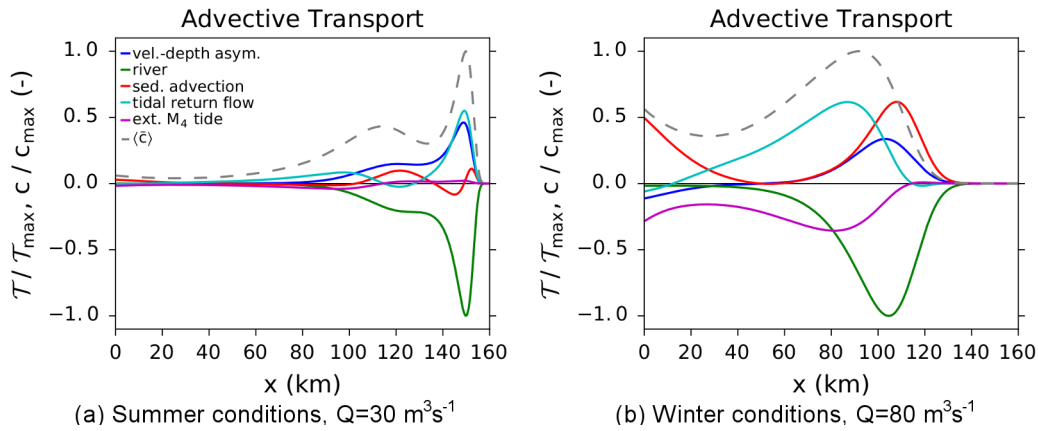 Advective Transport
1.0
0.5
0.0
−0.5
−1.0
𝒯 / 𝒯max, c / cmax (-)
vel.-depth asym.
river
sed. advection
tidal return flow
ext. M₄ tide
⟨c̄⟩
0 20 40 60 80 100 120 140 160
x (km)
(a) Summer conditions, Q=30 m³s⁻¹
Advective Transport
1.0
0.5
0.0
−0.5
−1.0
𝒯 / 𝒯max, c / cmax (-)
0 20 40 60 80 100 120 140 160
x (km)
(b) Winter conditions, Q=80 m³s⁻¹